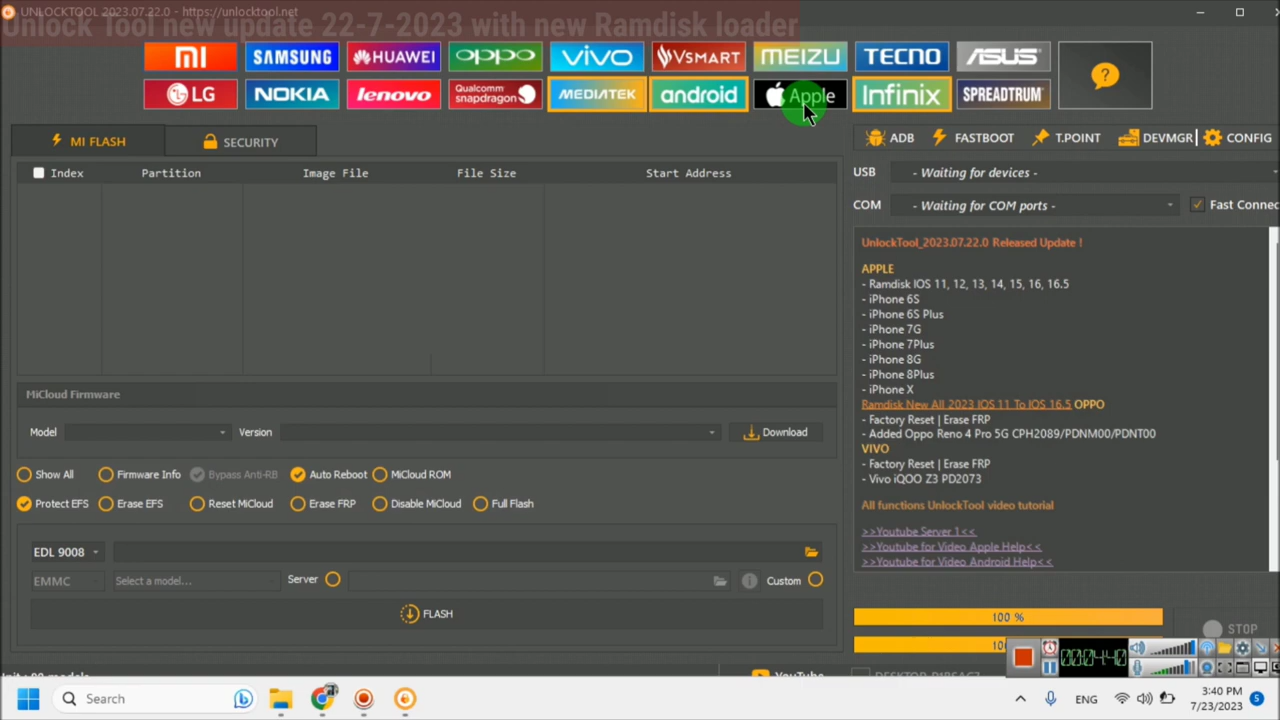 UNLOCKTOOL 2023.07.22.0 - https://unlocktool.net
Unlock Tool new update 22-7-2023 with new Ramdisk loader
MI SAMSUNG HUAWEI oppo vivo VSMART MEIZU TECNO ASUS ?
LG NOKIA lenovo Qualcomm snapdragon MEDIATEK android Apple Infinix SPREADTRUM
MI FLASH SECURITY
ADB FASTBOOT T.POINT DEVMGR CONFIG
Index Partition Image File File Size Start Address
USB - Waiting for devices -
COM - Waiting for COM ports - Fast Connec
UnlockTool_2023.07.22.0 Released Update !
APPLE
- Ramdisk IOS 11, 12, 13, 14, 15, 16, 16.5
- iPhone 6S
- iPhone 6S Plus
- iPhone 7G
- iPhone 7Plus
- iPhone 8G
- iPhone 8Plus
- iPhone X
Ramdisk New All 2023 IOS 11 To IOS 16.5 OPPO
- Factory Reset | Erase FRP
- Added Oppo Reno 4 Pro 5G CPH2089/PDNM00/PDNT00
VIVO
- Factory Reset | Erase FRP
- Vivo iQOO Z3 PD2073
All functions UnlockTool video tutorial
>>Youtube Server 1<<
>>Youtube for Video Apple Help<<
>>Youtube for Video Android Help<<
MiCloud Firmware
Model Version Download
Show All Firmware Info Bypass Anti-RB Auto Reboot MiCloud ROM
Protect EFS Erase EFS Reset MiCloud Erase FRP Disable MiCloud Full Flash
EDL 9008
EMMC Select a model... Server Custom
FLASH
100 %
STOP
10
00:04:40
YouTube
Search
ENG
3:40 PM
7/23/2023
5